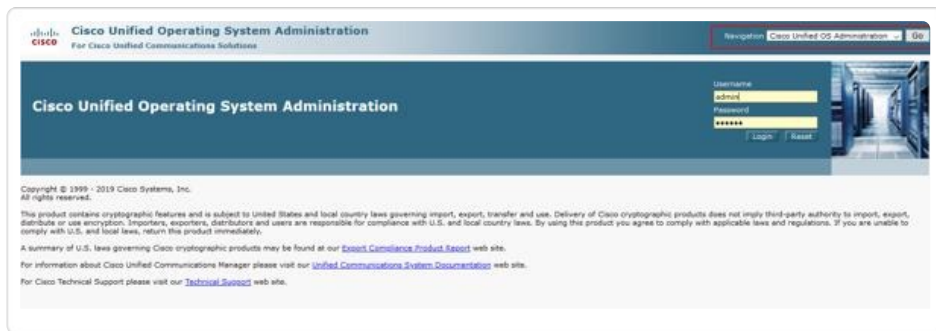 cisco
Cisco Unified Operating System Administration
For Cisco Unified Communications Solutions
Navigation Cisco Unified OS Administration Go
Cisco Unified Operating System Administration
Username
admin
Password
••••••
Login Reset
Copyright © 1999 - 2019 Cisco Systems, Inc.
All rights reserved.
This product contains cryptographic features and is subject to United States and local country laws governing import, export, transfer and use. Delivery of Cisco cryptographic products does not imply third-party authority to import, export,
distribute or use encryption. Importers, exporters, distributors and users are responsible for compliance with U.S. and local country laws. By using this product you agree to comply with applicable laws and regulations. If you are unable to
comply with U.S. and local laws, return this product immediately.
A summary of U.S. laws governing Cisco cryptographic products may be found at our Export Compliance Product Report web site.
For information about Cisco Unified Communications Manager please visit our Unified Communications System Documentation web site.
For Cisco Technical Support please visit our Technical Support web site.